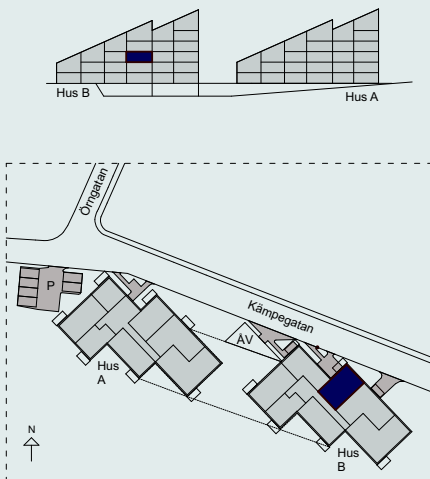 Hus B
Hus A
Örngatan
P
Kämpegatan
ÅV
Hus
A
Hus
B
N